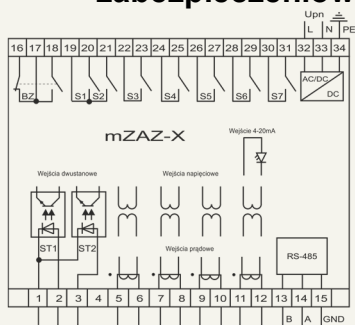 zabezpieczeniow
Upn
L N PE
16 17 18 19 20 21 22 23 24 25 26 27 28 29 30 31 32 33 34
AC/DC
DC
BZ S1 S2 S3 S4 S5 S6 S7
mZAZ-X
Wejście 4-20mA
Wejścia dwustanowe
Wejścia napięciowe
ST1 ST2
Wejścia prądowe
RS-485
1 2 3 4 5 6 7 8 9 10 11 12 13 14 15
B A GND